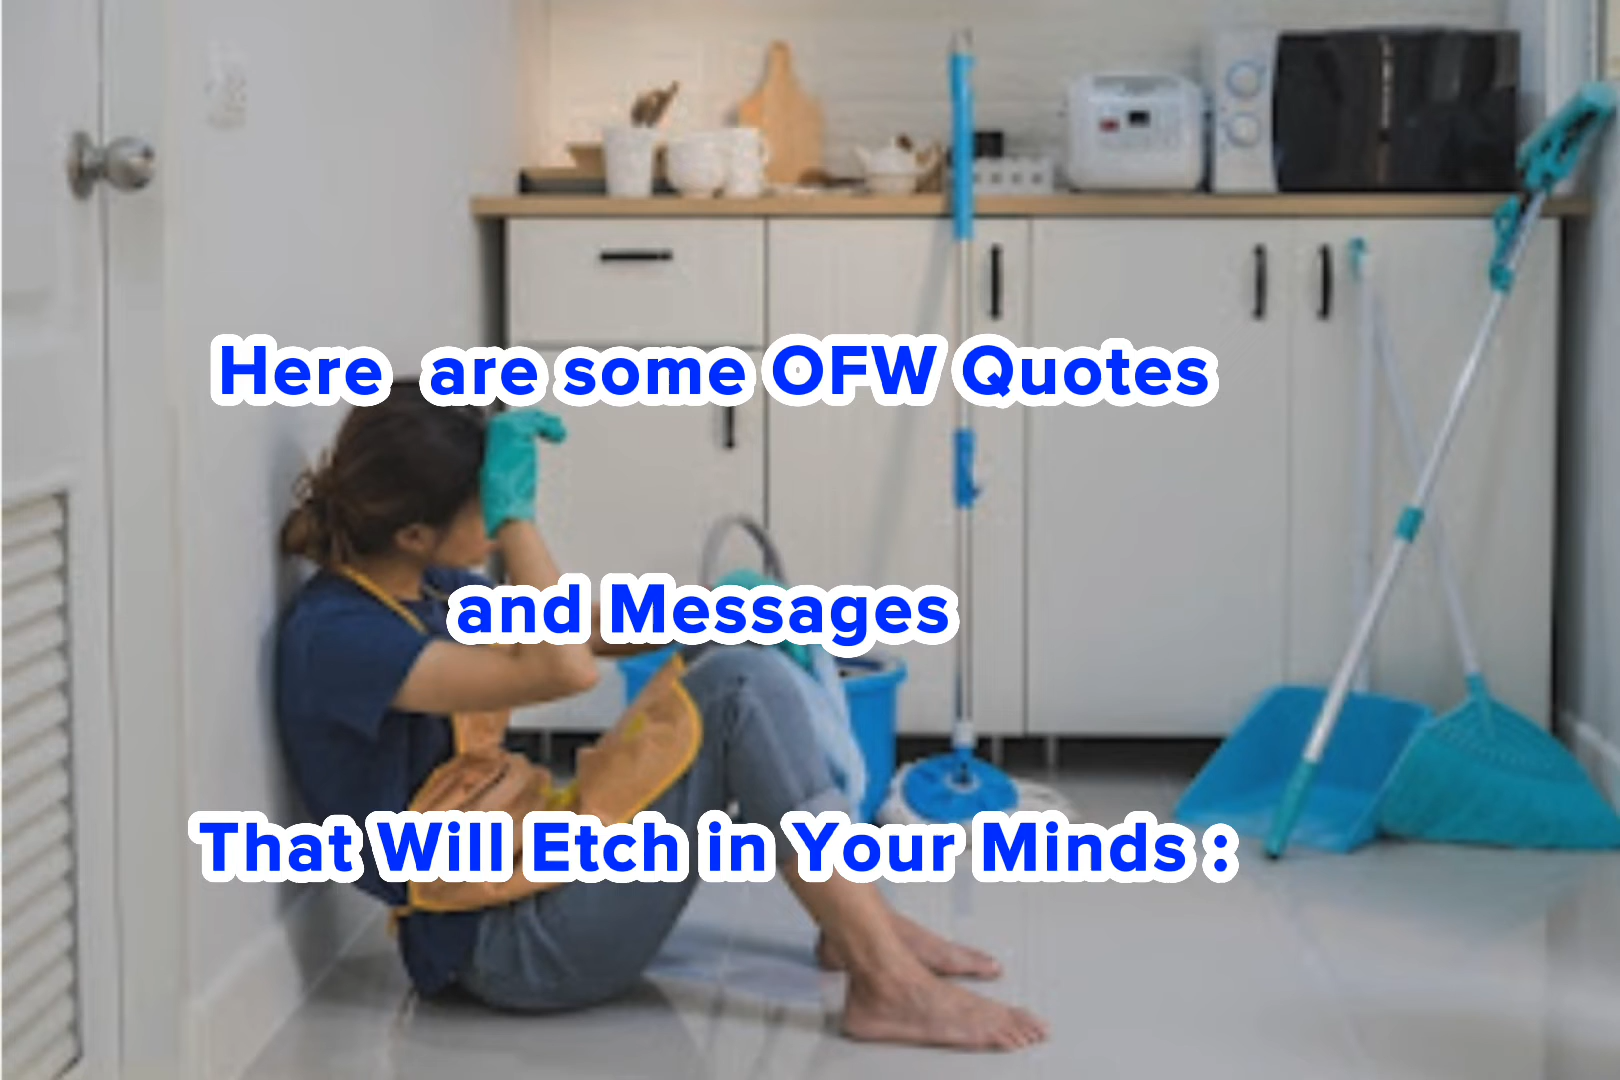 Here  are some OFW Quotes
and Messages
That Will Etch in Your Minds :